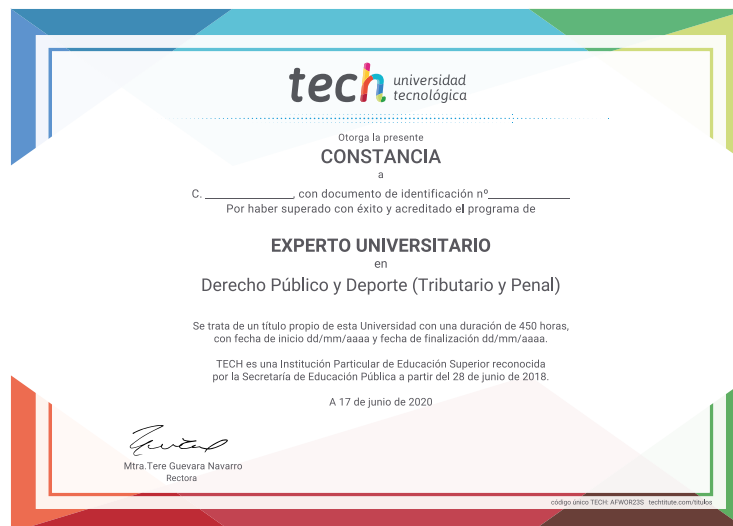 tech universidad
tecnológica
Otorga la presente
CONSTANCIA
a
C. ______________, con documento de identificación nº______________
Por haber superado con éxito y acreditado el programa de
EXPERTO UNIVERSITARIO
en
Derecho Público y Deporte (Tributario y Penal)
Se trata de un título propio de esta Universidad con una duración de 450 horas,
con fecha de inicio dd/mm/aaaa y fecha de finalización dd/mm/aaaa.
TECH es una Institución Particular de Educación Superior reconocida
por la Secretaría de Educación Pública a partir del 28 de junio de 2018.
A 17 de junio de 2020
Mtra.Tere Guevara Navarro
Rectora
código único TECH: AFWOR23S techtitute.com/titulos